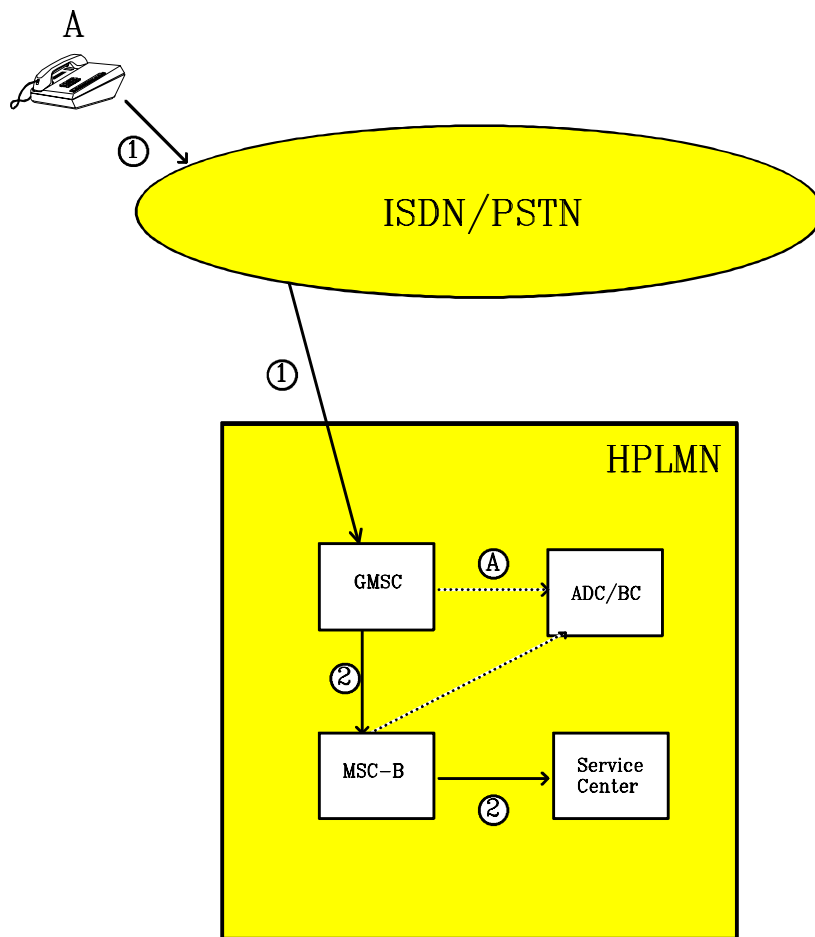 A
①
ISDN/PSTN
①
HPLMN
GMSC
Ⓐ
ADC/BC
②
MSC-B
②
Service
Center